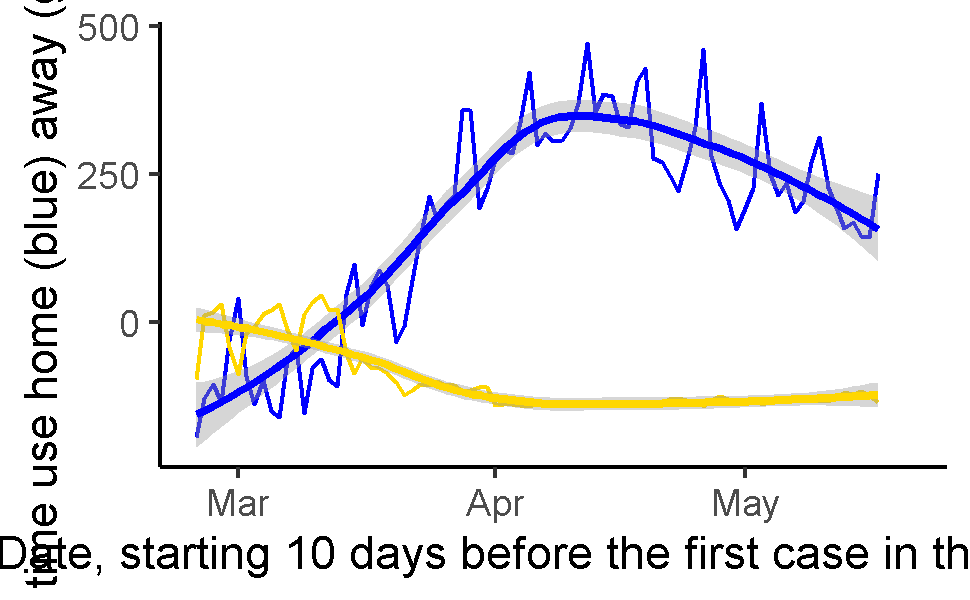 500
250
0
Mar Apr May
Date, starting 10 days before the first case in th
time use home (blue) away (